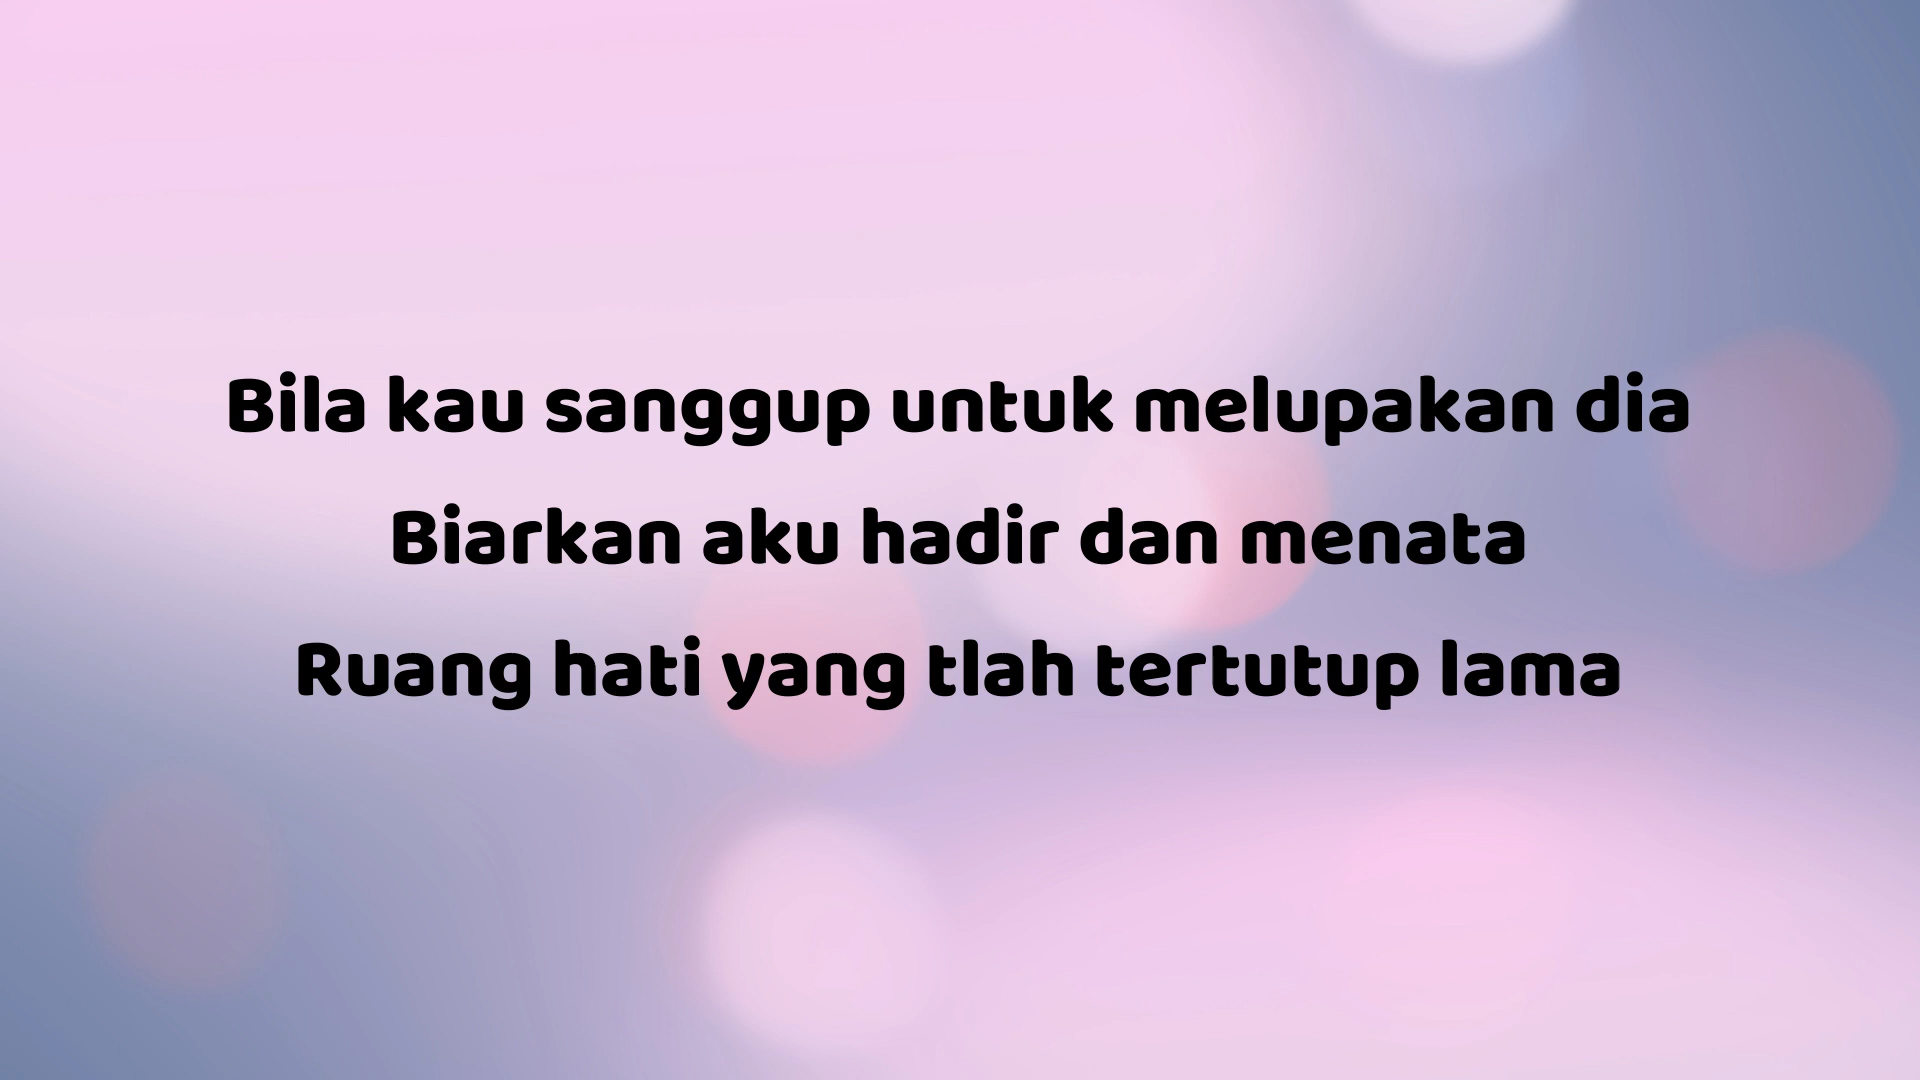 Bila kau sanggup untuk melupakan dia
Biarkan aku hadir dan menata
Ruang hati yang tlah tertutup lama